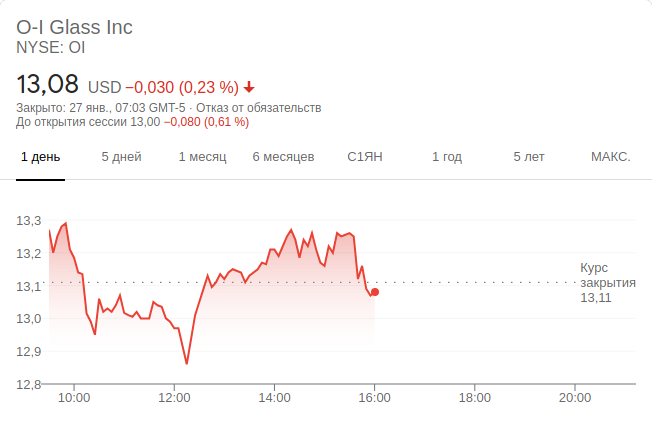 O-I Glass Inc
NYSE: OI
13,08 USD −0,030 (0,23 %)
Закрыто: 27 янв., 07:03 GMT-5 · Отказ от обязательств
До открытия сессии 13,00 −0,080 (0,61 %)
1 день 5 дней 1 месяц 6 месяцев С1ЯН 1 год 5 лет МАКС.
13,3
13,2
13,1
13,0
12,9
12,8
Курс
закрытия
13,11
10:00 12:00 14:00 16:00 18:00 20:00